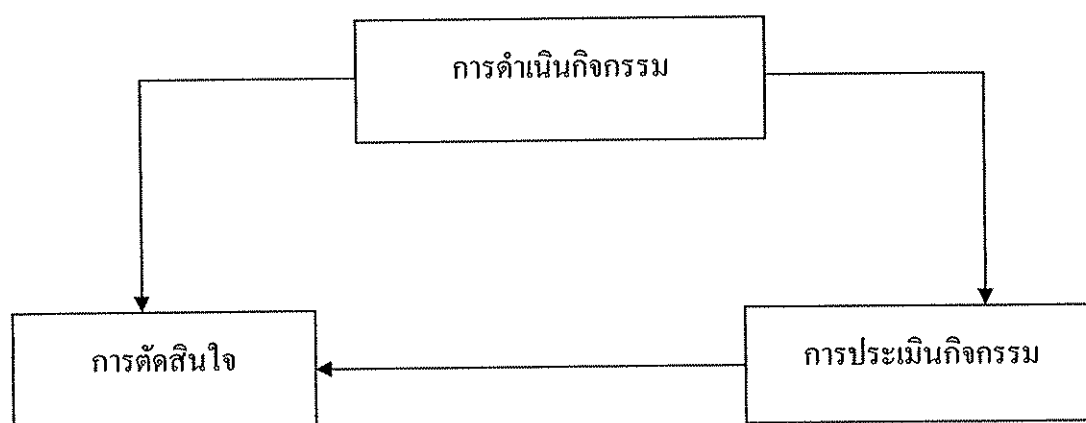 การดำเนินกิจกรรม
การตัดสินใจ
การประเมินกิจกรรม